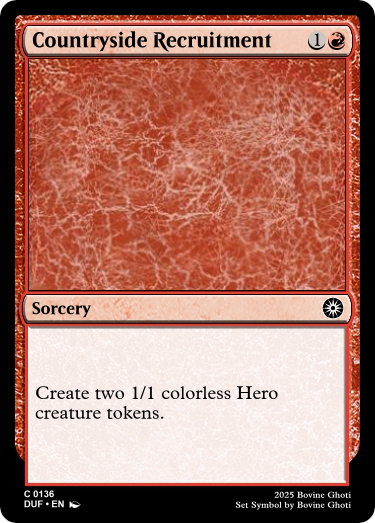 Countryside Recruitment 1
Sorcery
Create two 1/1 colorless Hero
creature tokens.
C 0136
DUF • EN
2025 Bovine Ghoti
Set Symbol by Bovine Ghoti